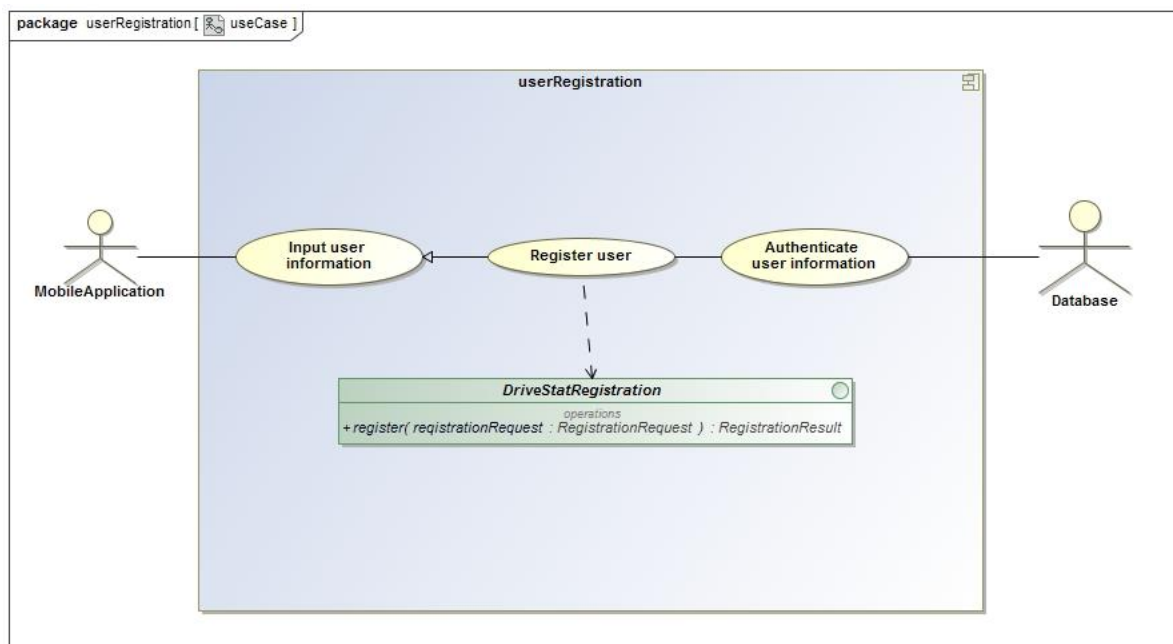 package userRegistration [ useCase ]
userRegistration
Input user
information
Register user
Authenticate
user information
MobileApplication
Database
DriveStatRegistration
operations
+register( registrationRequest : RegistrationRequest ) : RegistrationResult